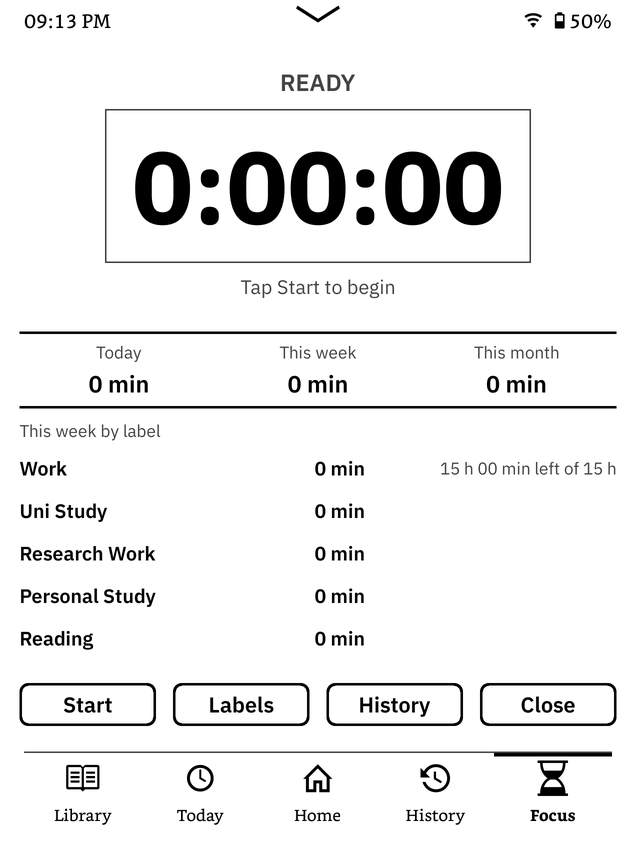 09:13 PM 50%
READY
0:00:00
Tap Start to begin
Today This week This month
0 min 0 min 0 min
This week by label
Work 0 min 15 h 00 min left of 15 h
Uni Study 0 min
Research Work 0 min
Personal Study 0 min
Reading 0 min
Start Labels History Close
Library Today Home History Focus